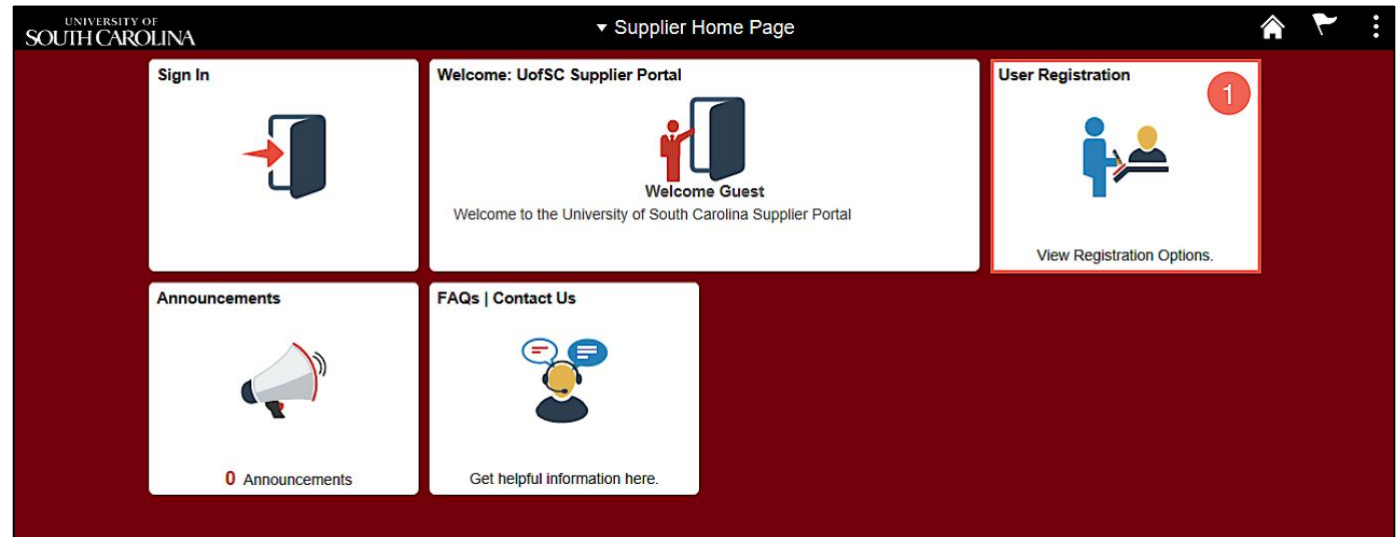 UNIVERSITY OF
SOUTH CAROLINA
▾ Supplier Home Page
Sign In
Welcome: UofSC Supplier Portal
Welcome Guest
Welcome to the University of South Carolina Supplier Portal
User Registration
1
View Registration Options.
Announcements
0 Announcements
FAQs | Contact Us
Get helpful information here.